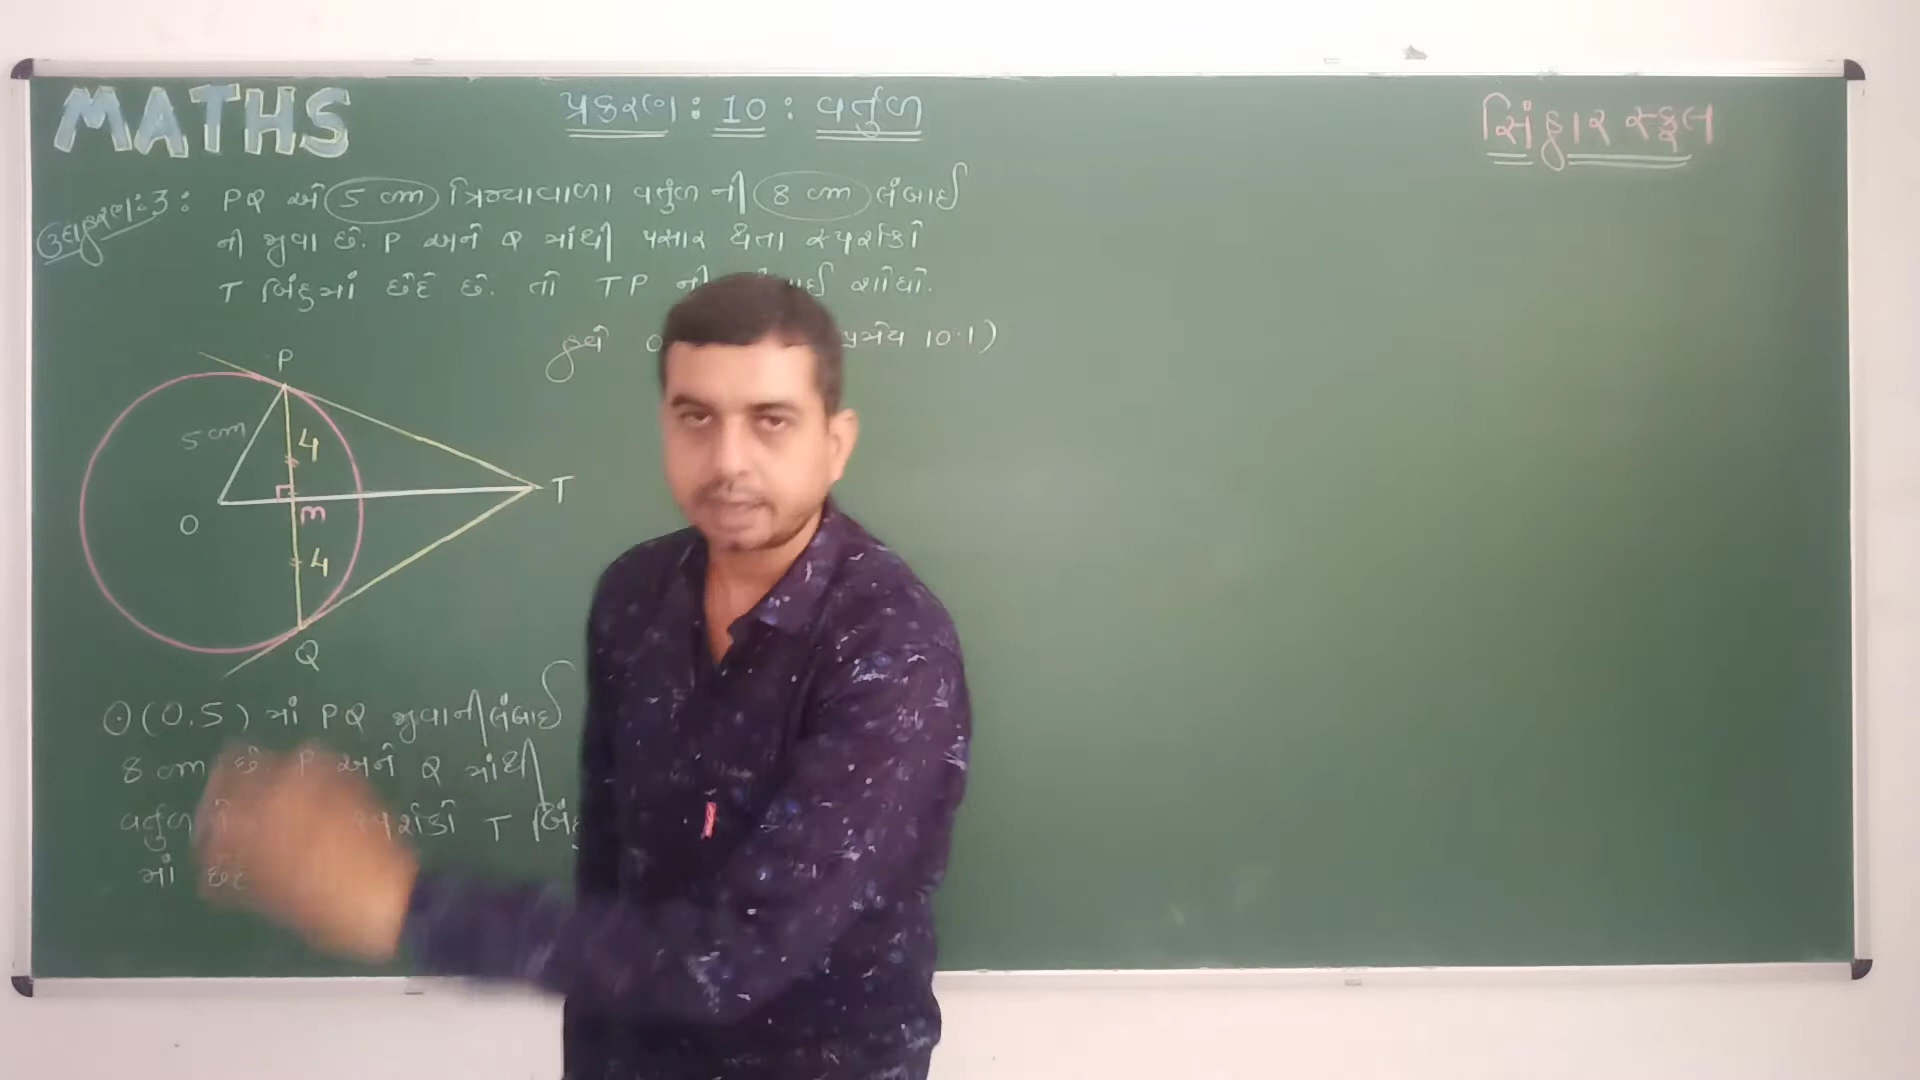 MATHS
પ્રકરણ : 10 : વર્તુળ
સિંહાર સ્કૂલ
ઉદાહરણ : 3 : PQ એ 5 cm ત્રિજ્યાવાળા વર્તુળ ની 8 cm લંબાઈ
ની જીવા છે. P અને Q માંથી પસાર થતા સ્પર્શકો
T બિંદુમાં છેદે છે. તો TP ની શોધો.
હવે પ્રમેય 10.1)
P
5 cm
4
T
O
M
4
Q
⊙(O.5) માં PQ જીવાની લંબાઈ
8 cm છે. P અને Q માંથી
વર્તુળ સ્પર્શકો T
માં છેદે